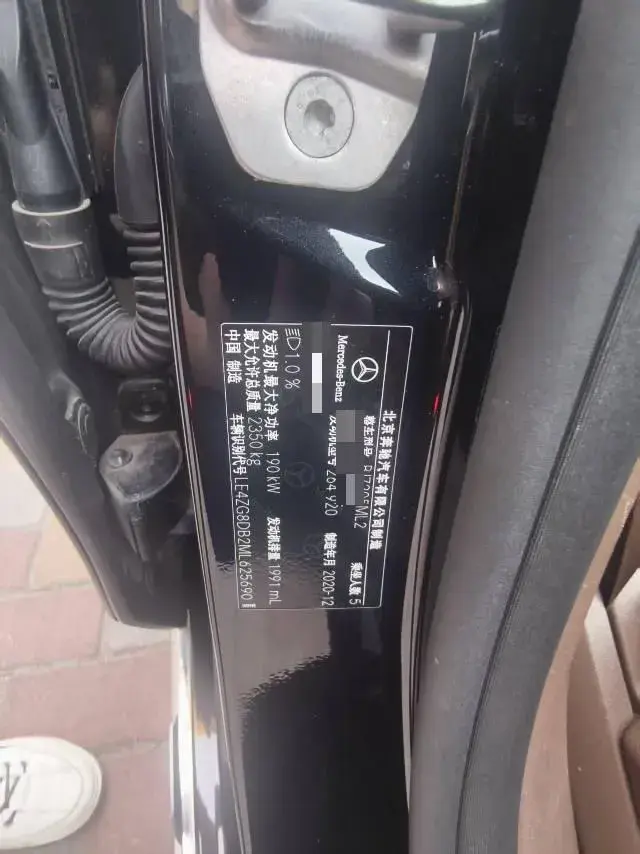 北京奔驰汽车有限公司制造
Mercedes-Benz
整车型号 ML2 乘坐人数 5
发动机型号 264 920 制造年月 2020-12
1.0 %
发动机最大净功率 190 kW 发动机排量 1991 mL
最大允许总质量 2350 kg
中国 制造 车辆识别代号 LE4ZG8DB2ML625690